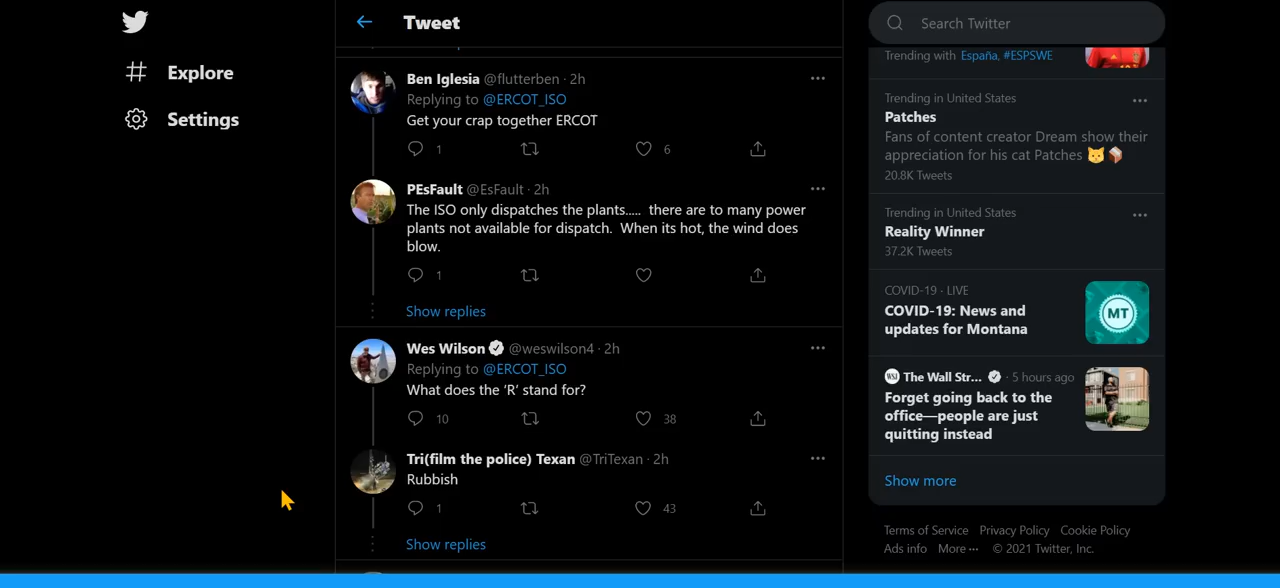 Explore
Settings
Tweet
Ben Iglesia @flutterben · 2h
Replying to @ERCOT_ISO
Get your crap together ERCOT
1 6
PEsFault @EsFault · 2h
The ISO only dispatches the plants..... there are to many power
plants not available for dispatch. When its hot, the wind does
blow.
1
Show replies
Wes Wilson @weswilson4 · 2h
Replying to @ERCOT_ISO
What does the ‘R’ stand for?
10 38
Tri(film the police) Texan @TriTexan · 2h
Rubbish
1 43
Show replies
Search Twitter
Trending with España, #ESPSWE
Trending in United States
Patches
Fans of content creator Dream show their
appreciation for his cat Patches 🐱📦
20.8K Tweets
Trending in United States
Reality Winner
37.2K Tweets
COVID-19 · LIVE
COVID-19: News and
updates for Montana
MT
WSJ The Wall Str... · 5 hours ago
Forget going back to the
office—people are just
quitting instead
Show more
Terms of Service Privacy Policy Cookie Policy
Ads info More ··· © 2021 Twitter, Inc.